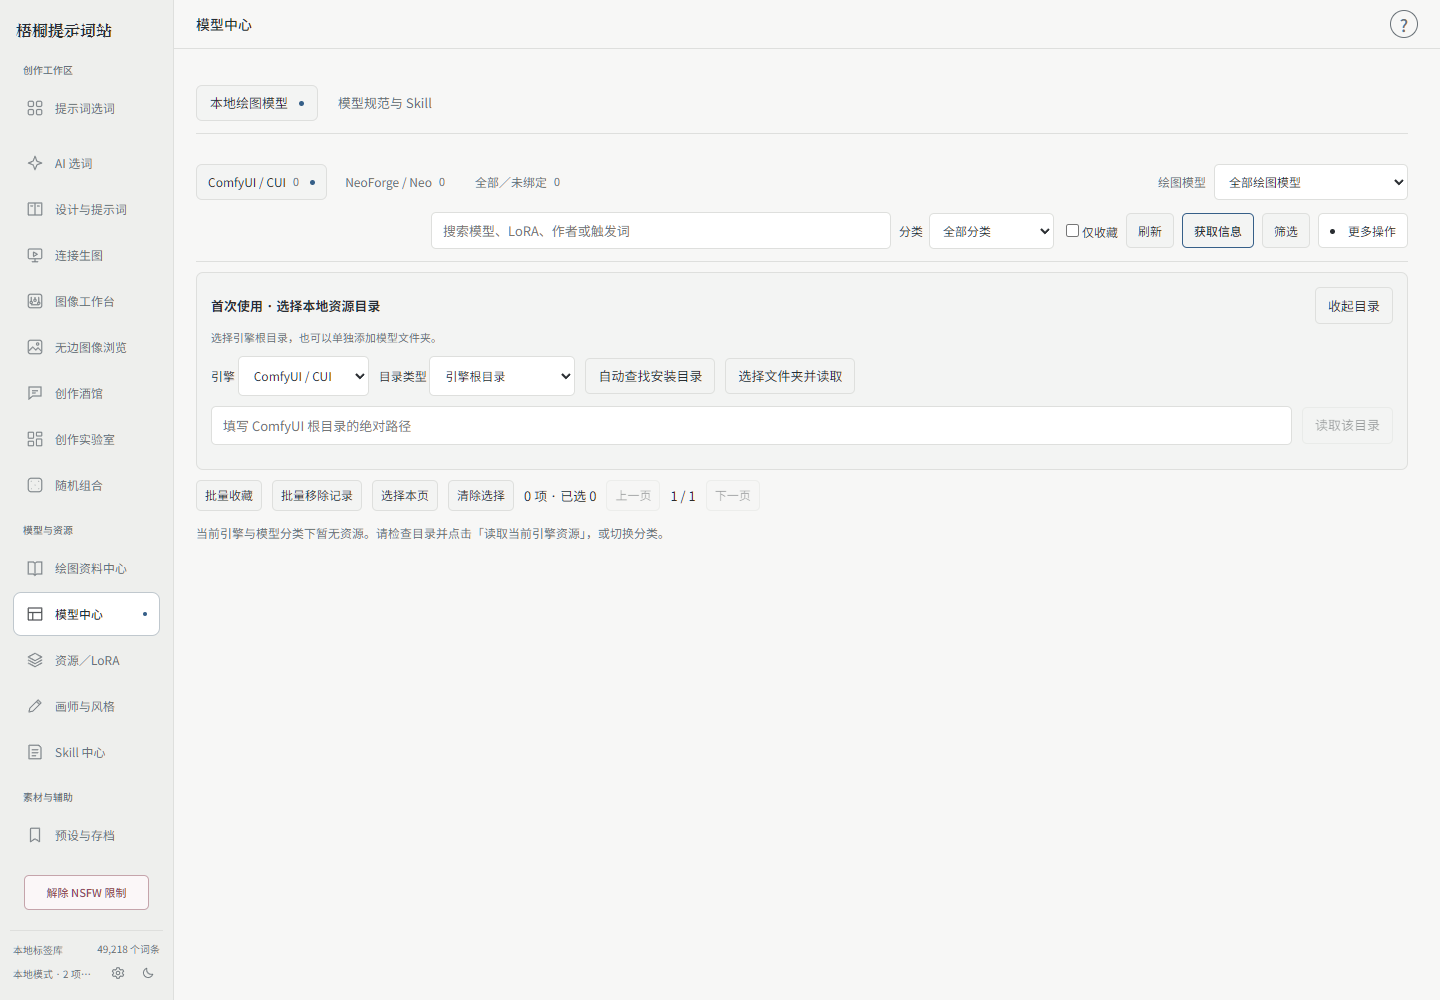 梧桐提示词站
创作工作区
提示词选词
AI 选词
设计与提示词
连接生图
图像工作台
无边图像浏览
创作酒馆
创作实验室
随机组合
模型与资源
绘图资料中心
模型中心
资源／LoRA
画师与风格
Skill 中心
素材与辅助
预设与存档
解除 NSFW 限制
本地标签库 49,218 个词条
本地模式 · 2 项…
模型中心 ?
本地绘图模型 模型规范与 Skill
ComfyUI / CUI 0 NeoForge / Neo 0 全部／未绑定 0 绘图模型 全部绘图模型
搜索模型、LoRA、作者或触发词 分类 全部分类 仅收藏 刷新 获取信息 筛选 更多操作
首次使用 · 选择本地资源目录 收起目录
选择引擎根目录，也可以单独添加模型文件夹。
引擎 ComfyUI / CUI 目录类型 引擎根目录 自动查找安装目录 选择文件夹并读取
填写 ComfyUI 根目录的绝对路径 读取该目录
批量收藏 批量移除记录 选择本页 清除选择 0 项 · 已选 0 上一页 1 / 1 下一页
当前引擎与模型分类下暂无资源。请检查目录并点击「读取当前引擎资源」，或切换分类。